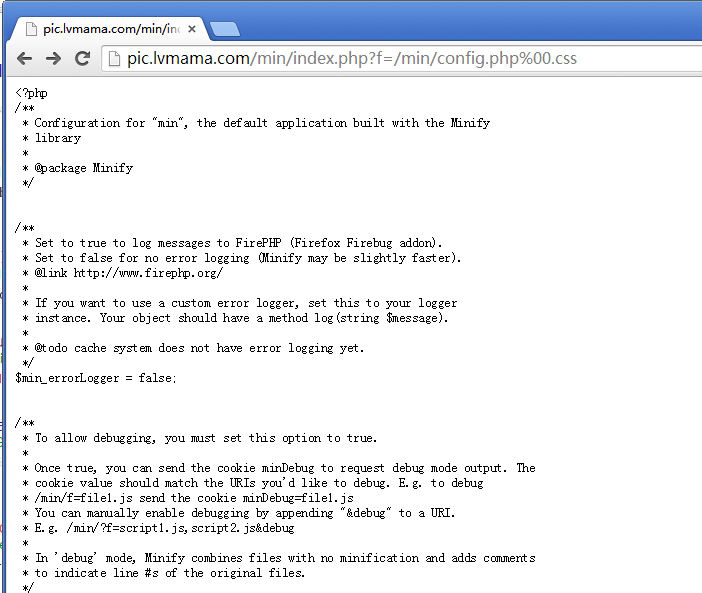 pic.lvmama.com/min/in
pic.lvmama.com/min/index.php?f=/min/config.php%00.css
<?php
/**
 * Configuration for "min", the default application built with the Minify
 * library
 *
 * @package Minify
 */
/**
 * Set to true to log messages to FirePHP (Firefox Firebug addon).
 * Set to false for no error logging (Minify may be slightly faster).
 * @link http://www.firephp.org/
 *
 * If you want to use a custom error logger, set this to your logger
 * instance. Your object should have a method log(string $message).
 *
 * @todo cache system does not have error logging yet.
 */
$min_errorLogger = false;
/**
 * To allow debugging, you must set this option to true.
 *
 * Once true, you can send the cookie minDebug to request debug mode output. The
 * cookie value should match the URIs you'd like to debug. E.g. to debug
 * /min/f=file1.js send the cookie minDebug=file1.js
 * You can manually enable debugging by appending "&debug" to a URI.
 * E.g. /min/?f=script1.js,script2.js&debug
 *
 * In 'debug' mode, Minify combines files with no minification and adds comments
 * to indicate line #s of the original files.
 */